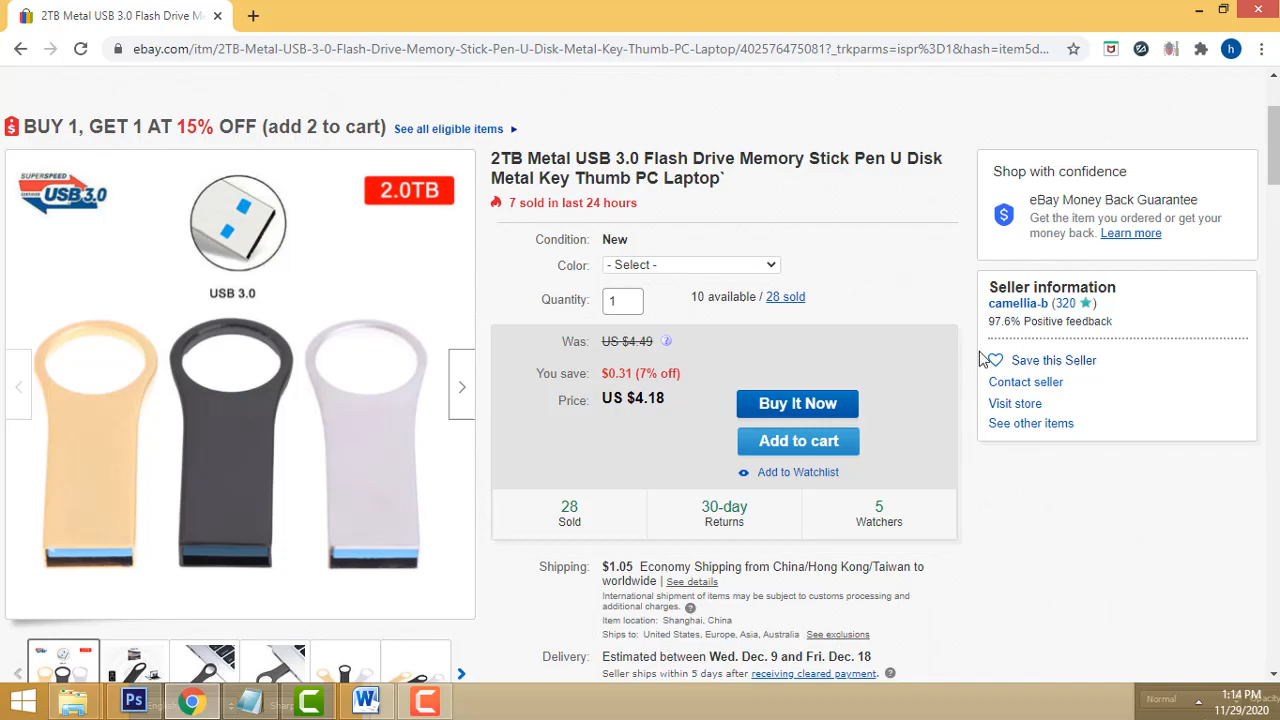 2TB Metal USB 3.0 Flash Drive Me
ebay.com/itm/2TB-Metal-USB-3-0-Flash-Drive-Memory-Stick-Pen-U-Disk-Metal-Key-Thumb-PC-Laptop/402576475081?_trkparms=ispr%3D1&hash=item5d...
h
BUY 1, GET 1 AT 15% OFF (add 2 to cart) See all eligible items
SUPERSPEED
USB 3.0
2.0TB
USB 3.0
2TB Metal USB 3.0 Flash Drive Memory Stick Pen U Disk
Metal Key Thumb PC Laptop`
7 sold in last 24 hours
Condition: New
Color: - Select -
Quantity: 1 10 available / 28 sold
Was: US $4.49
You save: $0.31 (7% off)
Price: US $4.18
Buy It Now
Add to cart
Add to Watchlist
28 30-day 5
Sold Returns Watchers
Shipping: $1.05 Economy Shipping from China/Hong Kong/Taiwan to
worldwide | See details
International shipment of items may be subject to customs processing and
additional charges.
Item location: Shanghai, China
Ships to: United States, Europe, Asia, Australia See exclusions
Delivery: Estimated between Wed. Dec. 9 and Fri. Dec. 18
Seller ships within 5 days after receiving cleared payment.
Shop with confidence
eBay Money Back Guarantee
Get the item you ordered or get your
money back. Learn more
Seller information
camellia-b (320)
97.6% Positive feedback
Save this Seller
Contact seller
Visit store
See other items
Ps
C
W
C
English
Normal
1:14 PM
11/29/2020